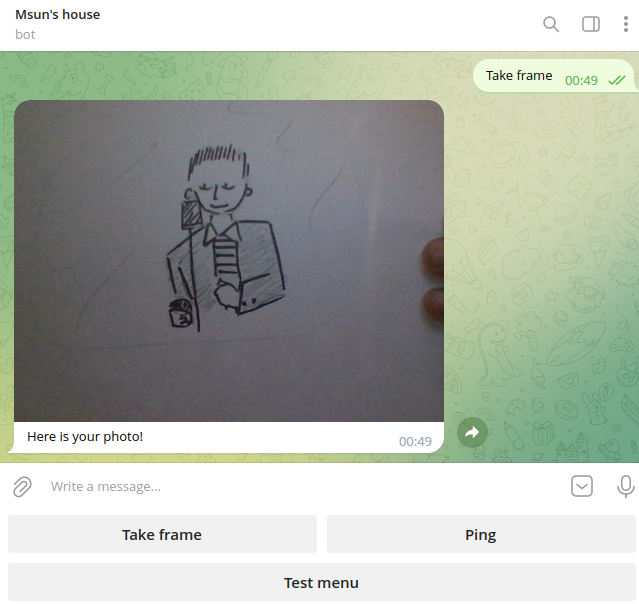 Msun's house
bot
Take frame 00:49
Here is your photo!
00:49
Write a message...
Take frame
Ping
Test menu